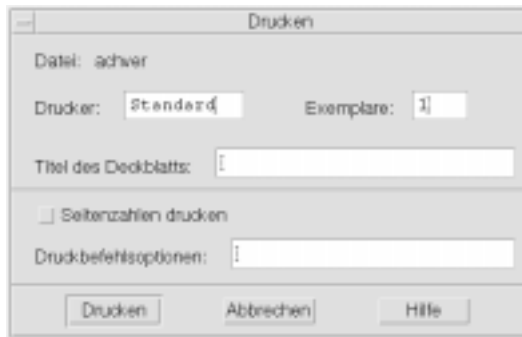 Drucken
Datei: achver
Drucker: Standard Exemplare: 1
Titel des Deckblatts:
Seitenzahlen drucken
Druckbefehlsoptionen:
Drucken Abbrechen Hilfe